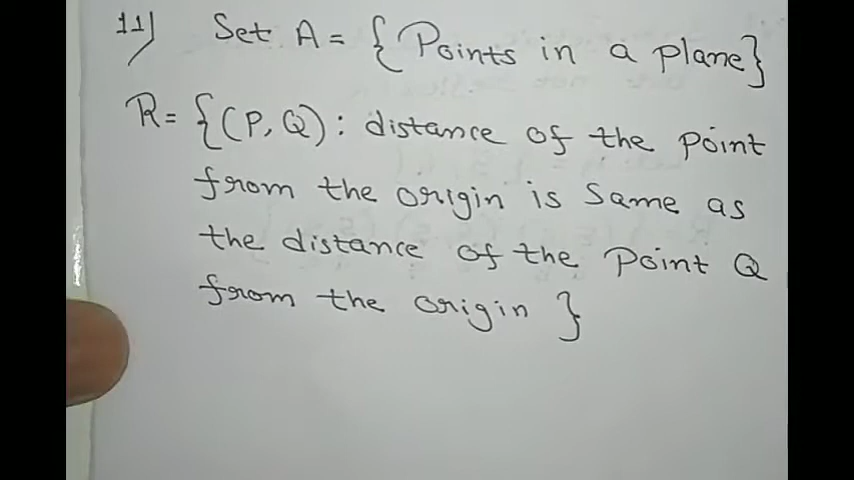 11) Set A = {Points in a plane}
R = {(P, Q) : distance of the point
from the origin is same as
the distance of the point Q
from the origin }